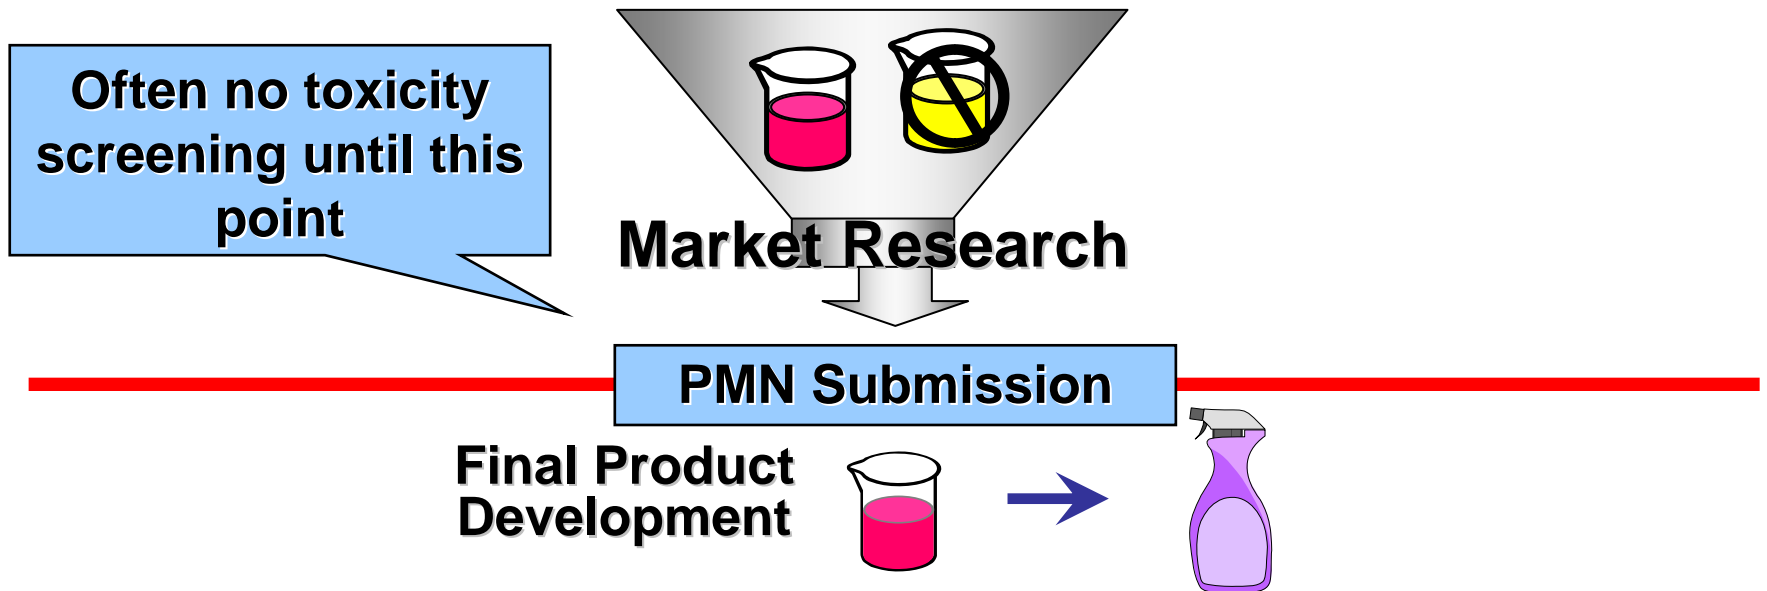 Often no toxicity
screening until this
point
Market Research
PMN Submission
Final Product
Development